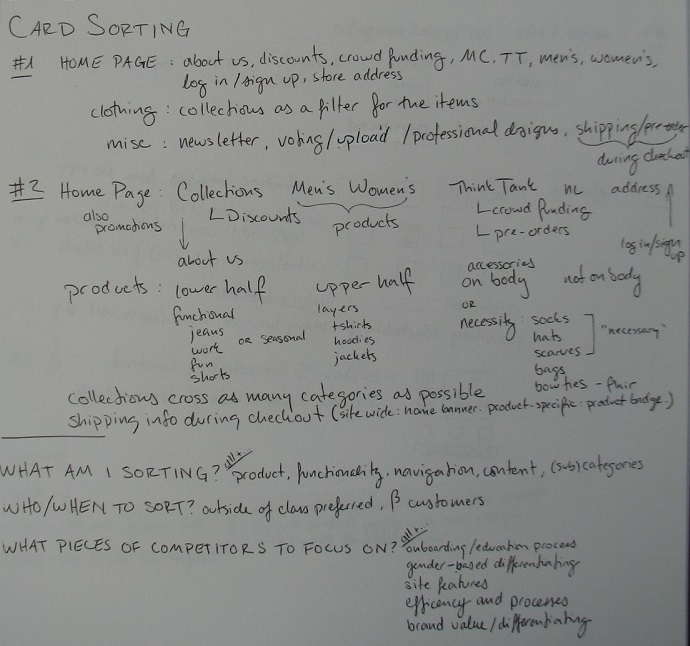 CARD SORTING
#1 HOME PAGE : about us, discounts, crowd funding, MC, TT, men's, women's,
log in/sign up, store address
clothing : collections as a filter for the items
misc : newsletter, voting/upload/professional designs, shipping/
during checkout
#2 Home Page : Collections Men's Women's Think Tank NL address
also promotions
Discounts products
crowd funding log in/sign up
pre-orders
about us
products : lower half upper half accessories
on body not on body
functional or seasonal
jeans
work
fun
shorts
layers
t-shirts
hoodies
jackets
or
necessity : socks
hats
scarves
"necessary"
bags
bowties - flair
collections cross as many categories as possible
shipping info during checkout (site wide: home banner. product-specific: product badge.)
WHAT AM I SORTING? product, functionality, navigation, content, (sub)categories
WHO/WHEN TO SORT? outside of class preferred, β customers
WHAT PIECES OF COMPETITORS TO FOCUS ON? onboarding/education process
gender-based differentiating
site features
efficiency and processes
brand value/differentiating